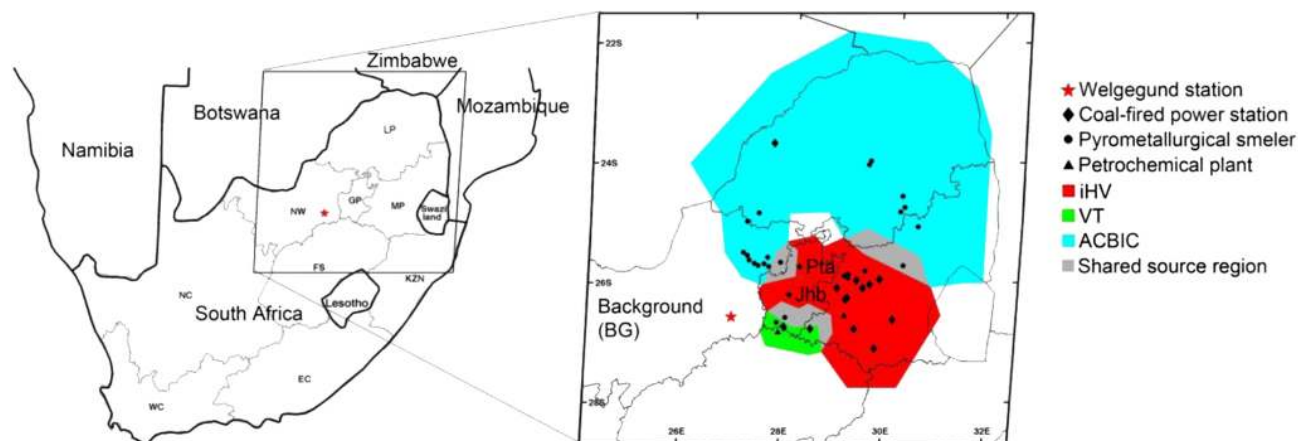 Zimbabwe
Botswana
Mozambique
Namibia
LP
NW
GP
MP
Swazi
land
FS
KZN
Lesotho
NC
South Africa
EC
WC
22S
24S
26S
28S
Pta
Jhb
Background
(BG)
26E
28E
30E
32E
Welgegund station
Coal-fired power station
Pyrometallurgical smeler
Petrochemical plant
iHV
VT
ACBIC
Shared source region